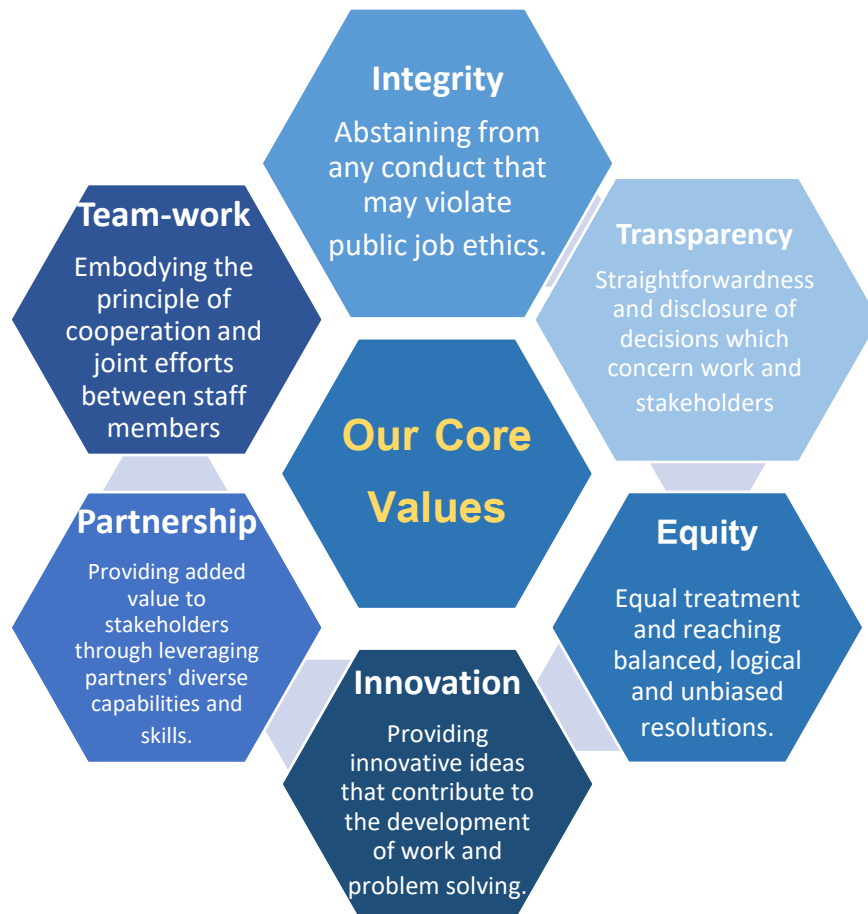 Integrity
Abstaining from
any conduct that
may violate
public job ethics.
Transparency
Straightforwardness
and disclosure of
decisions which
concern work and
stakeholders
Equity
Equal treatment
and reaching
balanced, logical
and unbiased
resolutions.
Innovation
Providing
innovative ideas
that contribute to
the development
of work and
problem solving.
Partnership
Providing added
value to
stakeholders
through leveraging
partners' diverse
capabilities and
skills.
Team-work
Embodying the
principle of
cooperation and
joint efforts
between staff
members
Our Core
Values